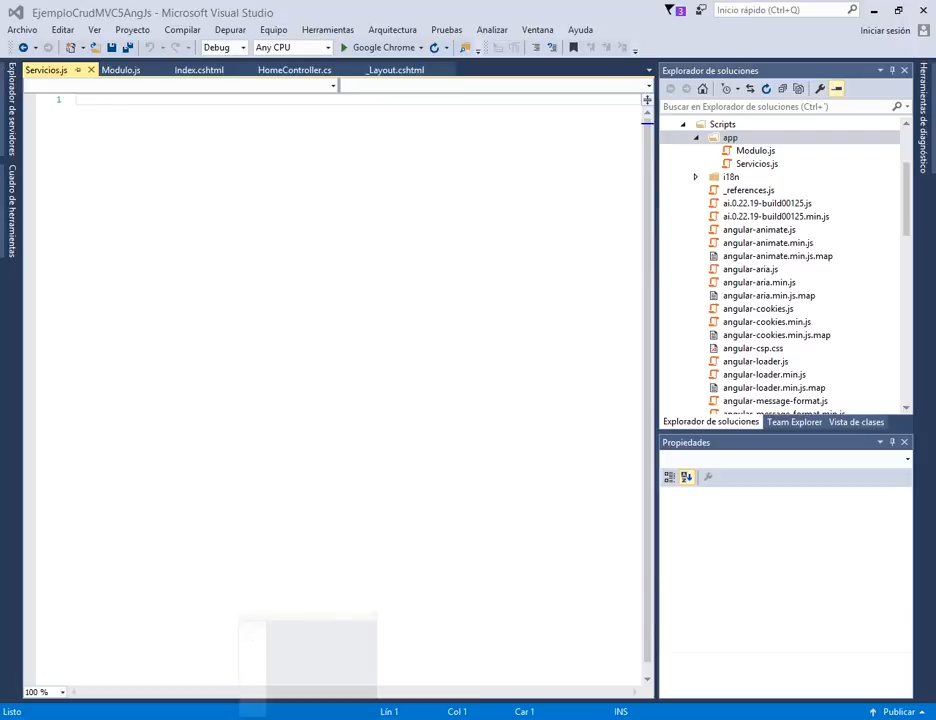 EjemploCrudMVC5AngJs - Microsoft Visual Studio
3
Inicio rápido (Ctrl+Q)
Archivo Editar Ver Proyecto Compilar Depurar Equipo Herramientas Arquitectura Pruebas Analizar Ventana Ayuda
Iniciar sesión
Debug Any CPU Google Chrome
Explorador de servidores
Cuadro de herramientas
Servicios.js Modulo.js Index.cshtml HomeController.cs _Layout.cshtml
1
100 %
Explorador de soluciones
Buscar en Explorador de soluciones (Ctrl+´)
Scripts
app
Modulo.js
Servicios.js
i18n
_references.js
ai.0.22.19-build00125.js
ai.0.22.19-build00125.min.js
angular-animate.js
angular-animate.min.js
angular-animate.min.js.map
angular-aria.js
angular-aria.min.js
angular-aria.min.js.map
angular-cookies.js
angular-cookies.min.js
angular-cookies.min.js.map
angular-csp.css
angular-loader.js
angular-loader.min.js
angular-loader.min.js.map
angular-message-format.js
angular-message-format.min.js
Explorador de soluciones Team Explorer Vista de clases
Propiedades
Herramientas de diagnóstico
Listo Lín 1 Col 1 Car 1 INS Publicar